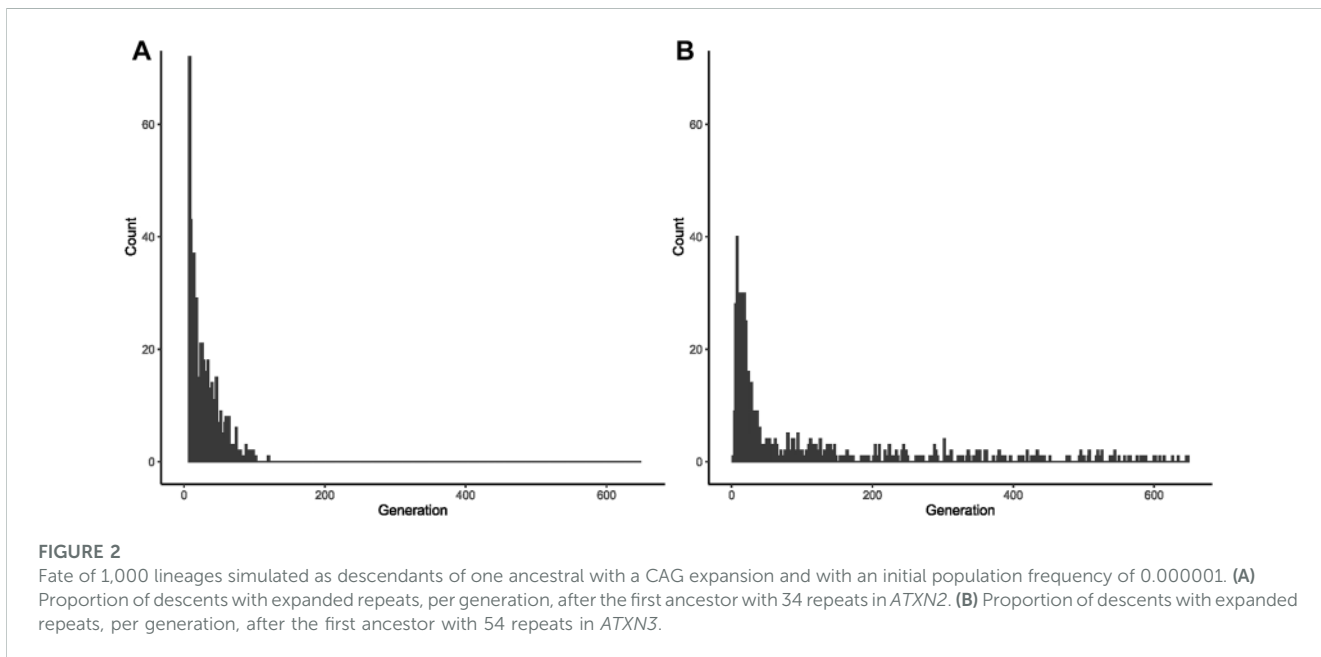 A
Count
60
40
20
0
0
200
400
600
Generation
B
Count
60
40
20
0
0
200
400
600
Generation
FIGURE 2
Fate of 1,000 lineages simulated as descendants of one ancestral with a CAG expansion and with an initial population frequency of 0.000001. (A)
Proportion of descents with expanded repeats, per generation, after the first ancestor with 34 repeats in ATXN2. (B) Proportion of descents with expanded
repeats, per generation, after the first ancestor with 54 repeats in ATXN3.